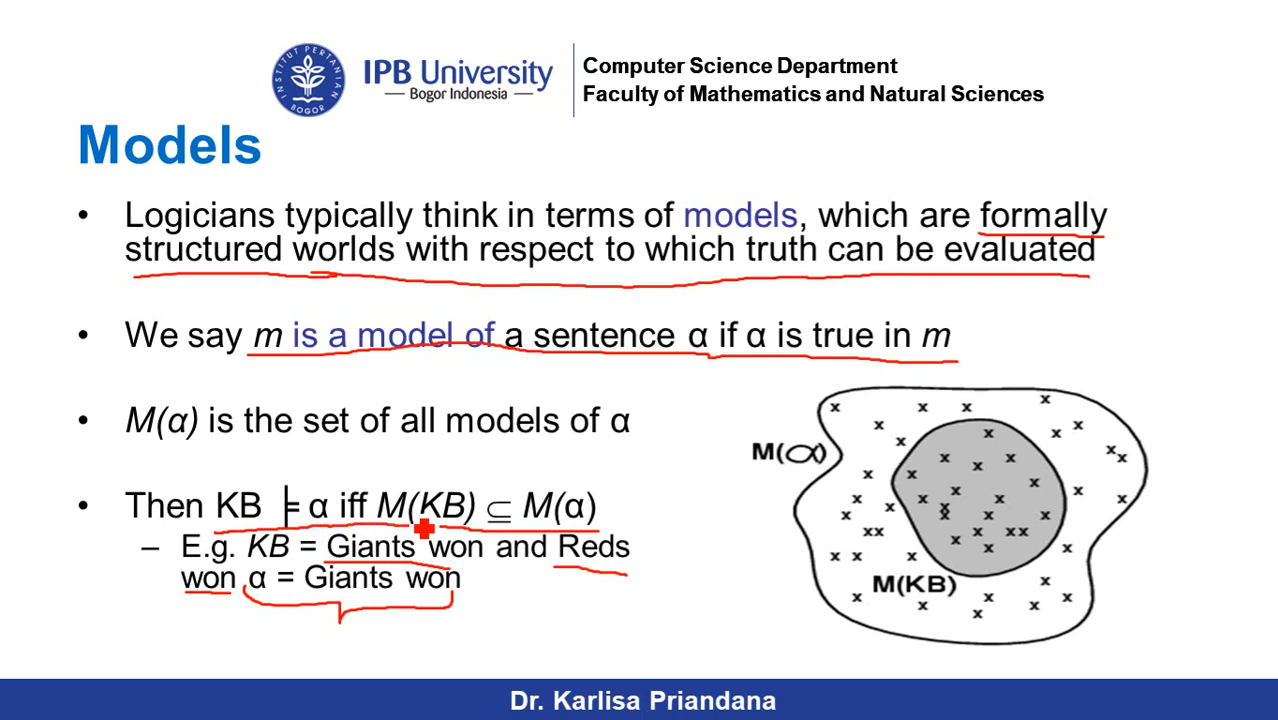 INSTITUT PERTANIAN
BOGOR
IPB University
Bogor Indonesia
Computer Science Department
Faculty of Mathematics and Natural Sciences
Models
• Logicians typically think in terms of models, which are formally
structured worlds with respect to which truth can be evaluated
• We say m is a model of a sentence α if α is true in m
• M(α) is the set of all models of α
• Then KB ╞ α iff M(KB) ⊆ M(α)
– E.g. KB = Giants won and Reds
won α = Giants won
M(α)
M(KB)
Dr. Karlisa Priandana